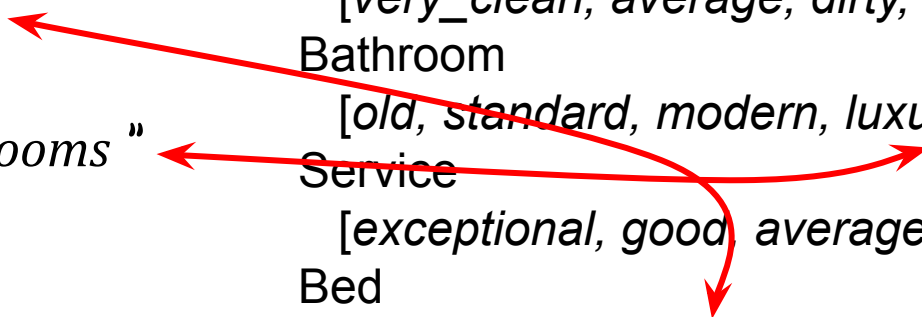 [very_clean, average, dirty,
Bathroom
[old, standard, modern, luxu
ooms "
Service
[exceptional, good, average
Bed